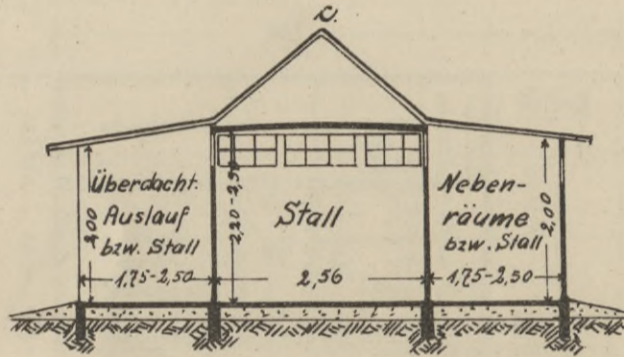 C.
Überdacht.
Auslauf
bzw. Stall
2,00
1,75-2,50
2,20-2,50
Stall
2,56
Neben-
räume
bzw. Stall
2,00
1,75-2,50